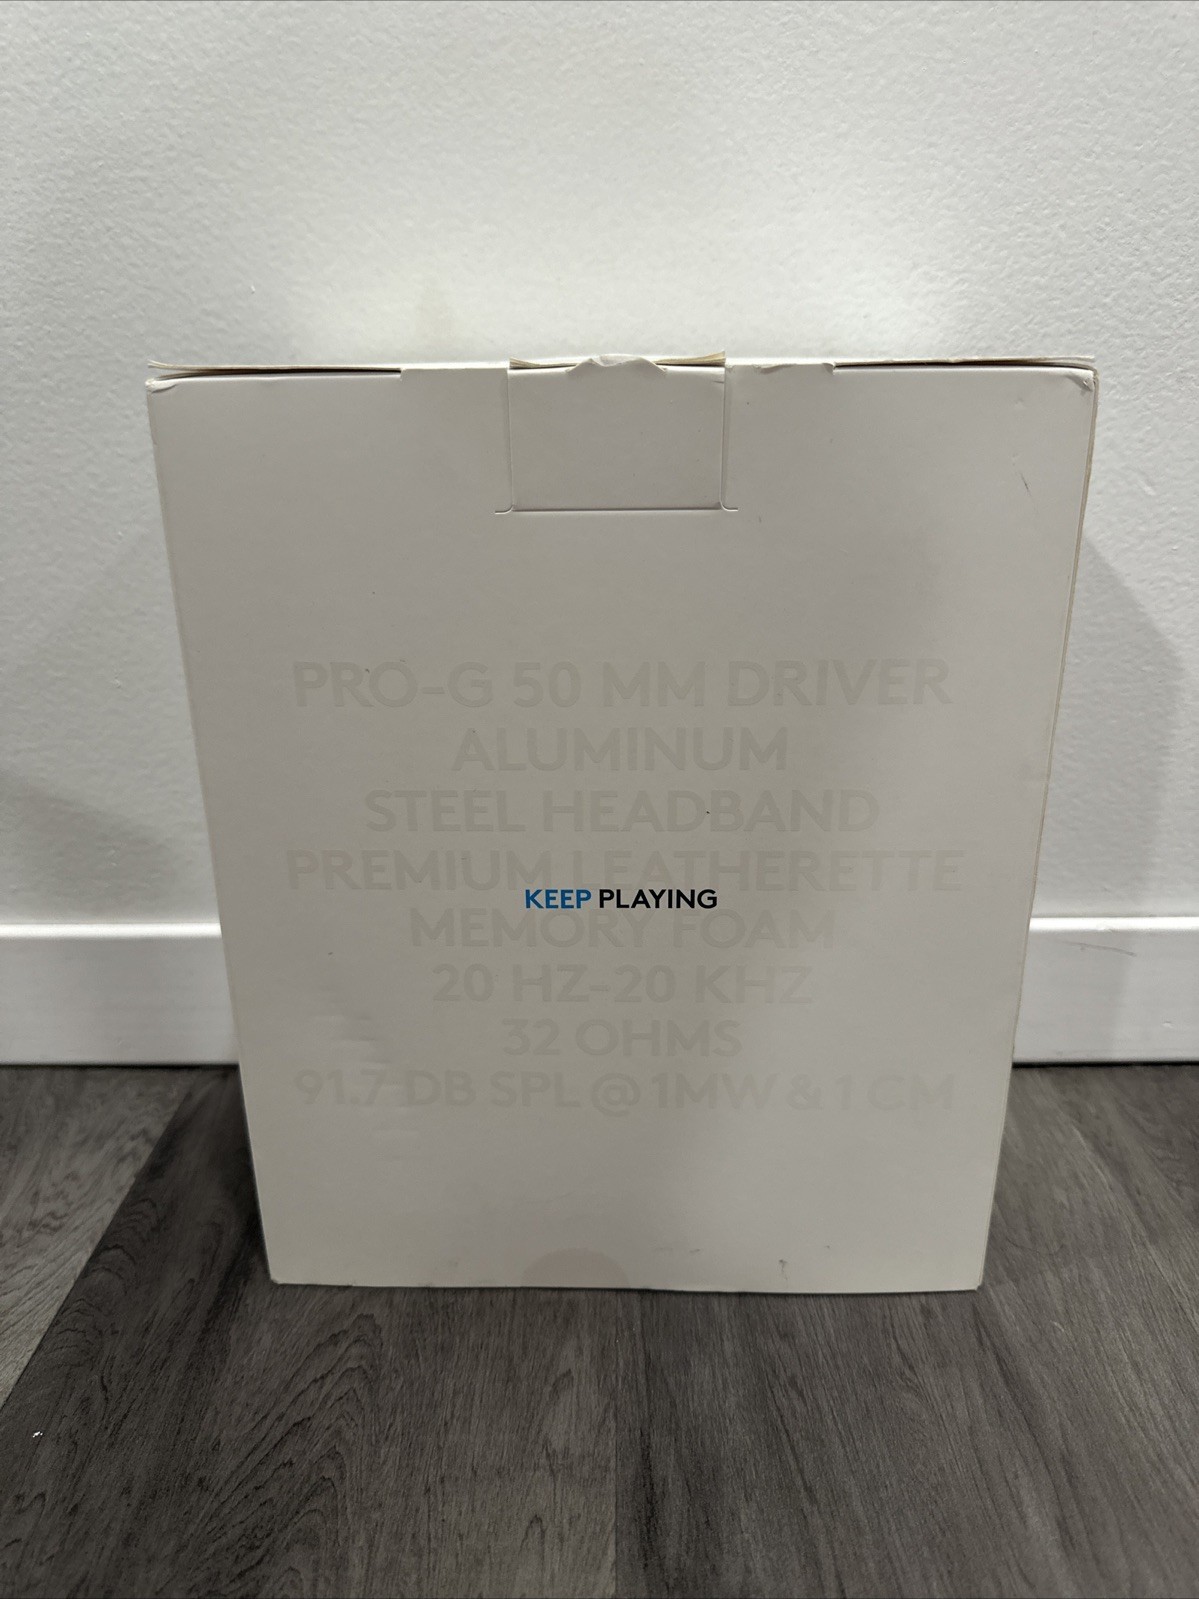 PRO-G 50 MM DRIVER
ALUMINUM
STEEL HEADBAND
PREMIUM LEATHERETTE
KEEP PLAYING
MEMORY FOAM
20 HZ-20 KHZ
32 OHMS
91.7 DB SPL @ 1MW & 1 CM